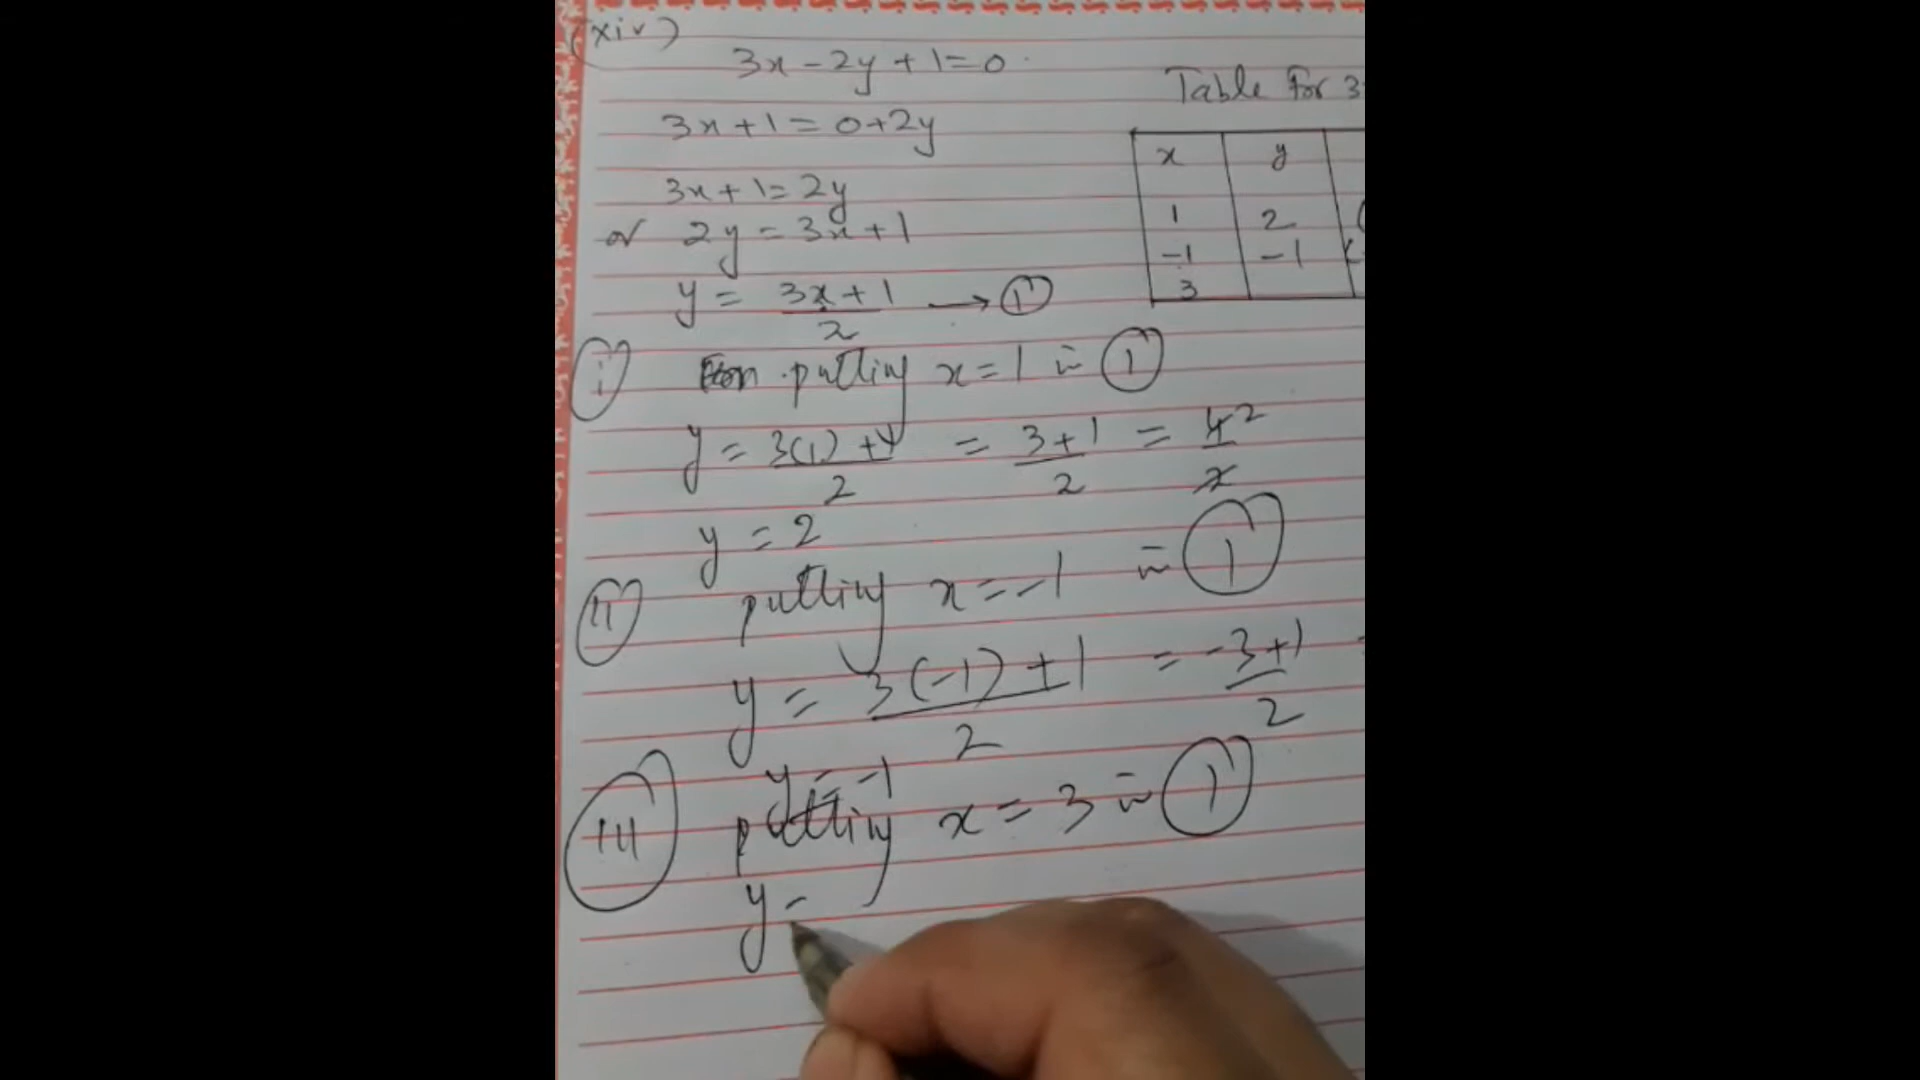 (xiv)
3x - 2y + 1 = 0
3x + 1 = 0 + 2y
3x + 1 = 2y
or 2y = 3x + 1
y = 3x + 1 / 2 → ①
Table For 3
x y
1 2 (
-1 -1 (-
3
(i) putting x = 1 in ①
y = 3(1) + 1 / 2 = 3 + 1 / 2 = 4 2 / 2
y = 2
(ii) putting x = -1 in ①
y = 3(-1) + 1 / 2 = -3 + 1 / 2
y = -1
(iii) putting x = 3 in ①
y =